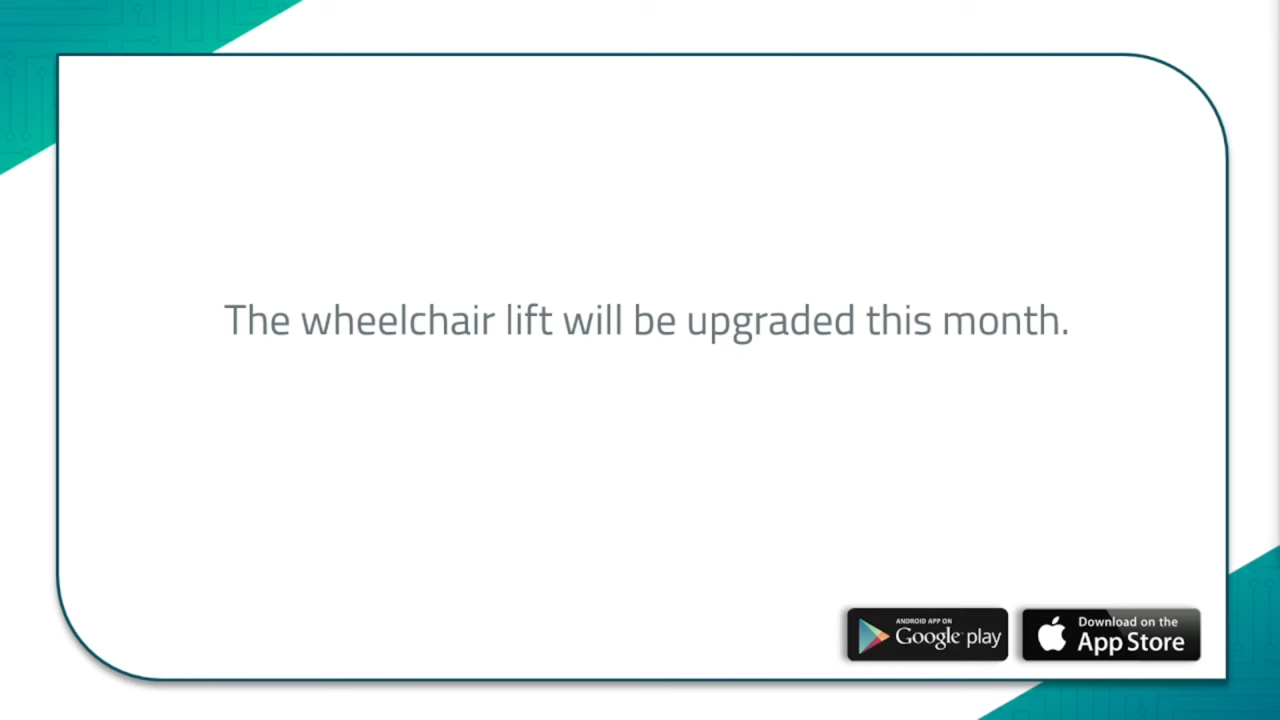 The wheelchair lift will be upgraded this month.
ANDROID APP ON
Google play
Download on the
App Store